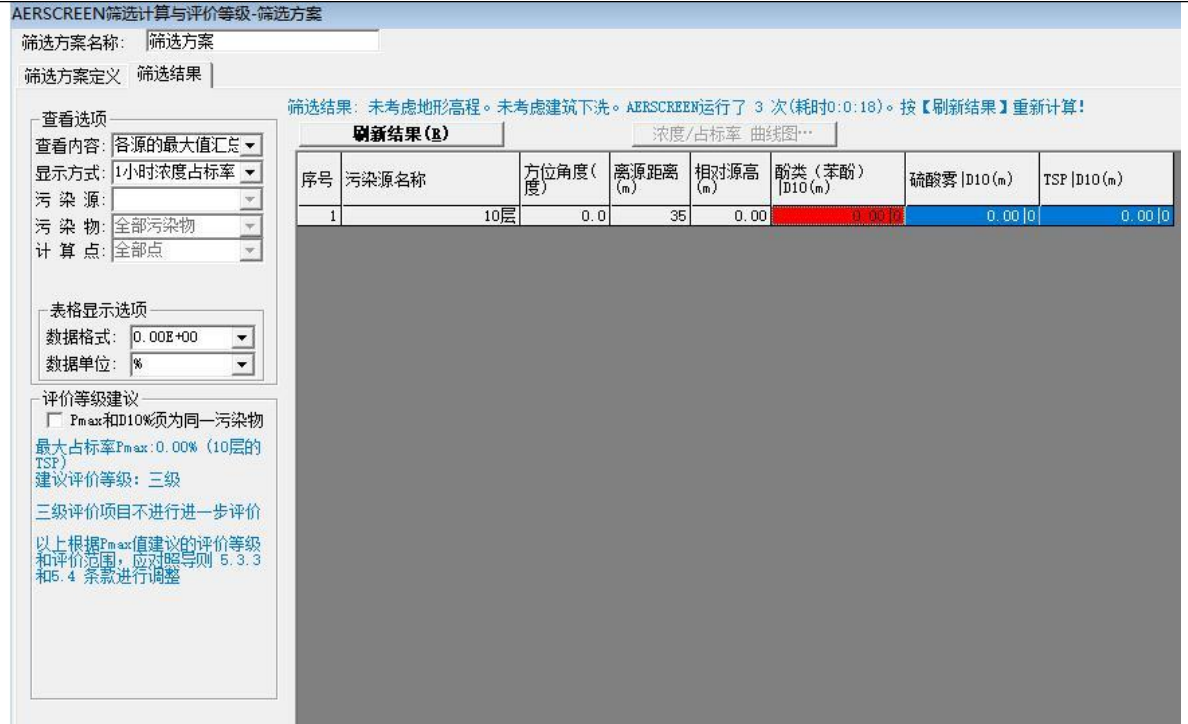 AERSCREEN筛选计算与评价等级-筛选方案
筛选方案名称: 筛选方案
筛选方案定义 筛选结果
筛选结果: 未考虑地形高程。未考虑建筑下洗。AERSCREEN运行了 3 次(耗时0:0:18)。按【刷新结果】重新计算!
查看选项
查看内容: 各源的最大值汇总
显示方式: 1小时浓度占标率
污 染 源:
污 染 物: 全部污染物
计 算 点: 全部点
表格显示选项
数据格式: 0.00E+00
数据单位: %
评价等级建议
Pmax和D10%须为同一污染物
最大占标率Pmax:0.00% (10层的
TSP)
建议评价等级: 三级
三级评价项目不进行进一步评价
以上根据Pmax值建议的评价等级
和评价范围,应对照导则 5.3.3
和5.4 条款进行调整
刷新结果(R) 浓度/占标率 曲线图…
序号 污染源名称 方位角度(度) 离源距离(m) 相对源高(m) 酚类(苯酚)|D10(m) 硫酸雾|D10(m) TSP|D10(m)
1 10层 0.0 35 0.00 0.00|0 0.00|0 0.00|0